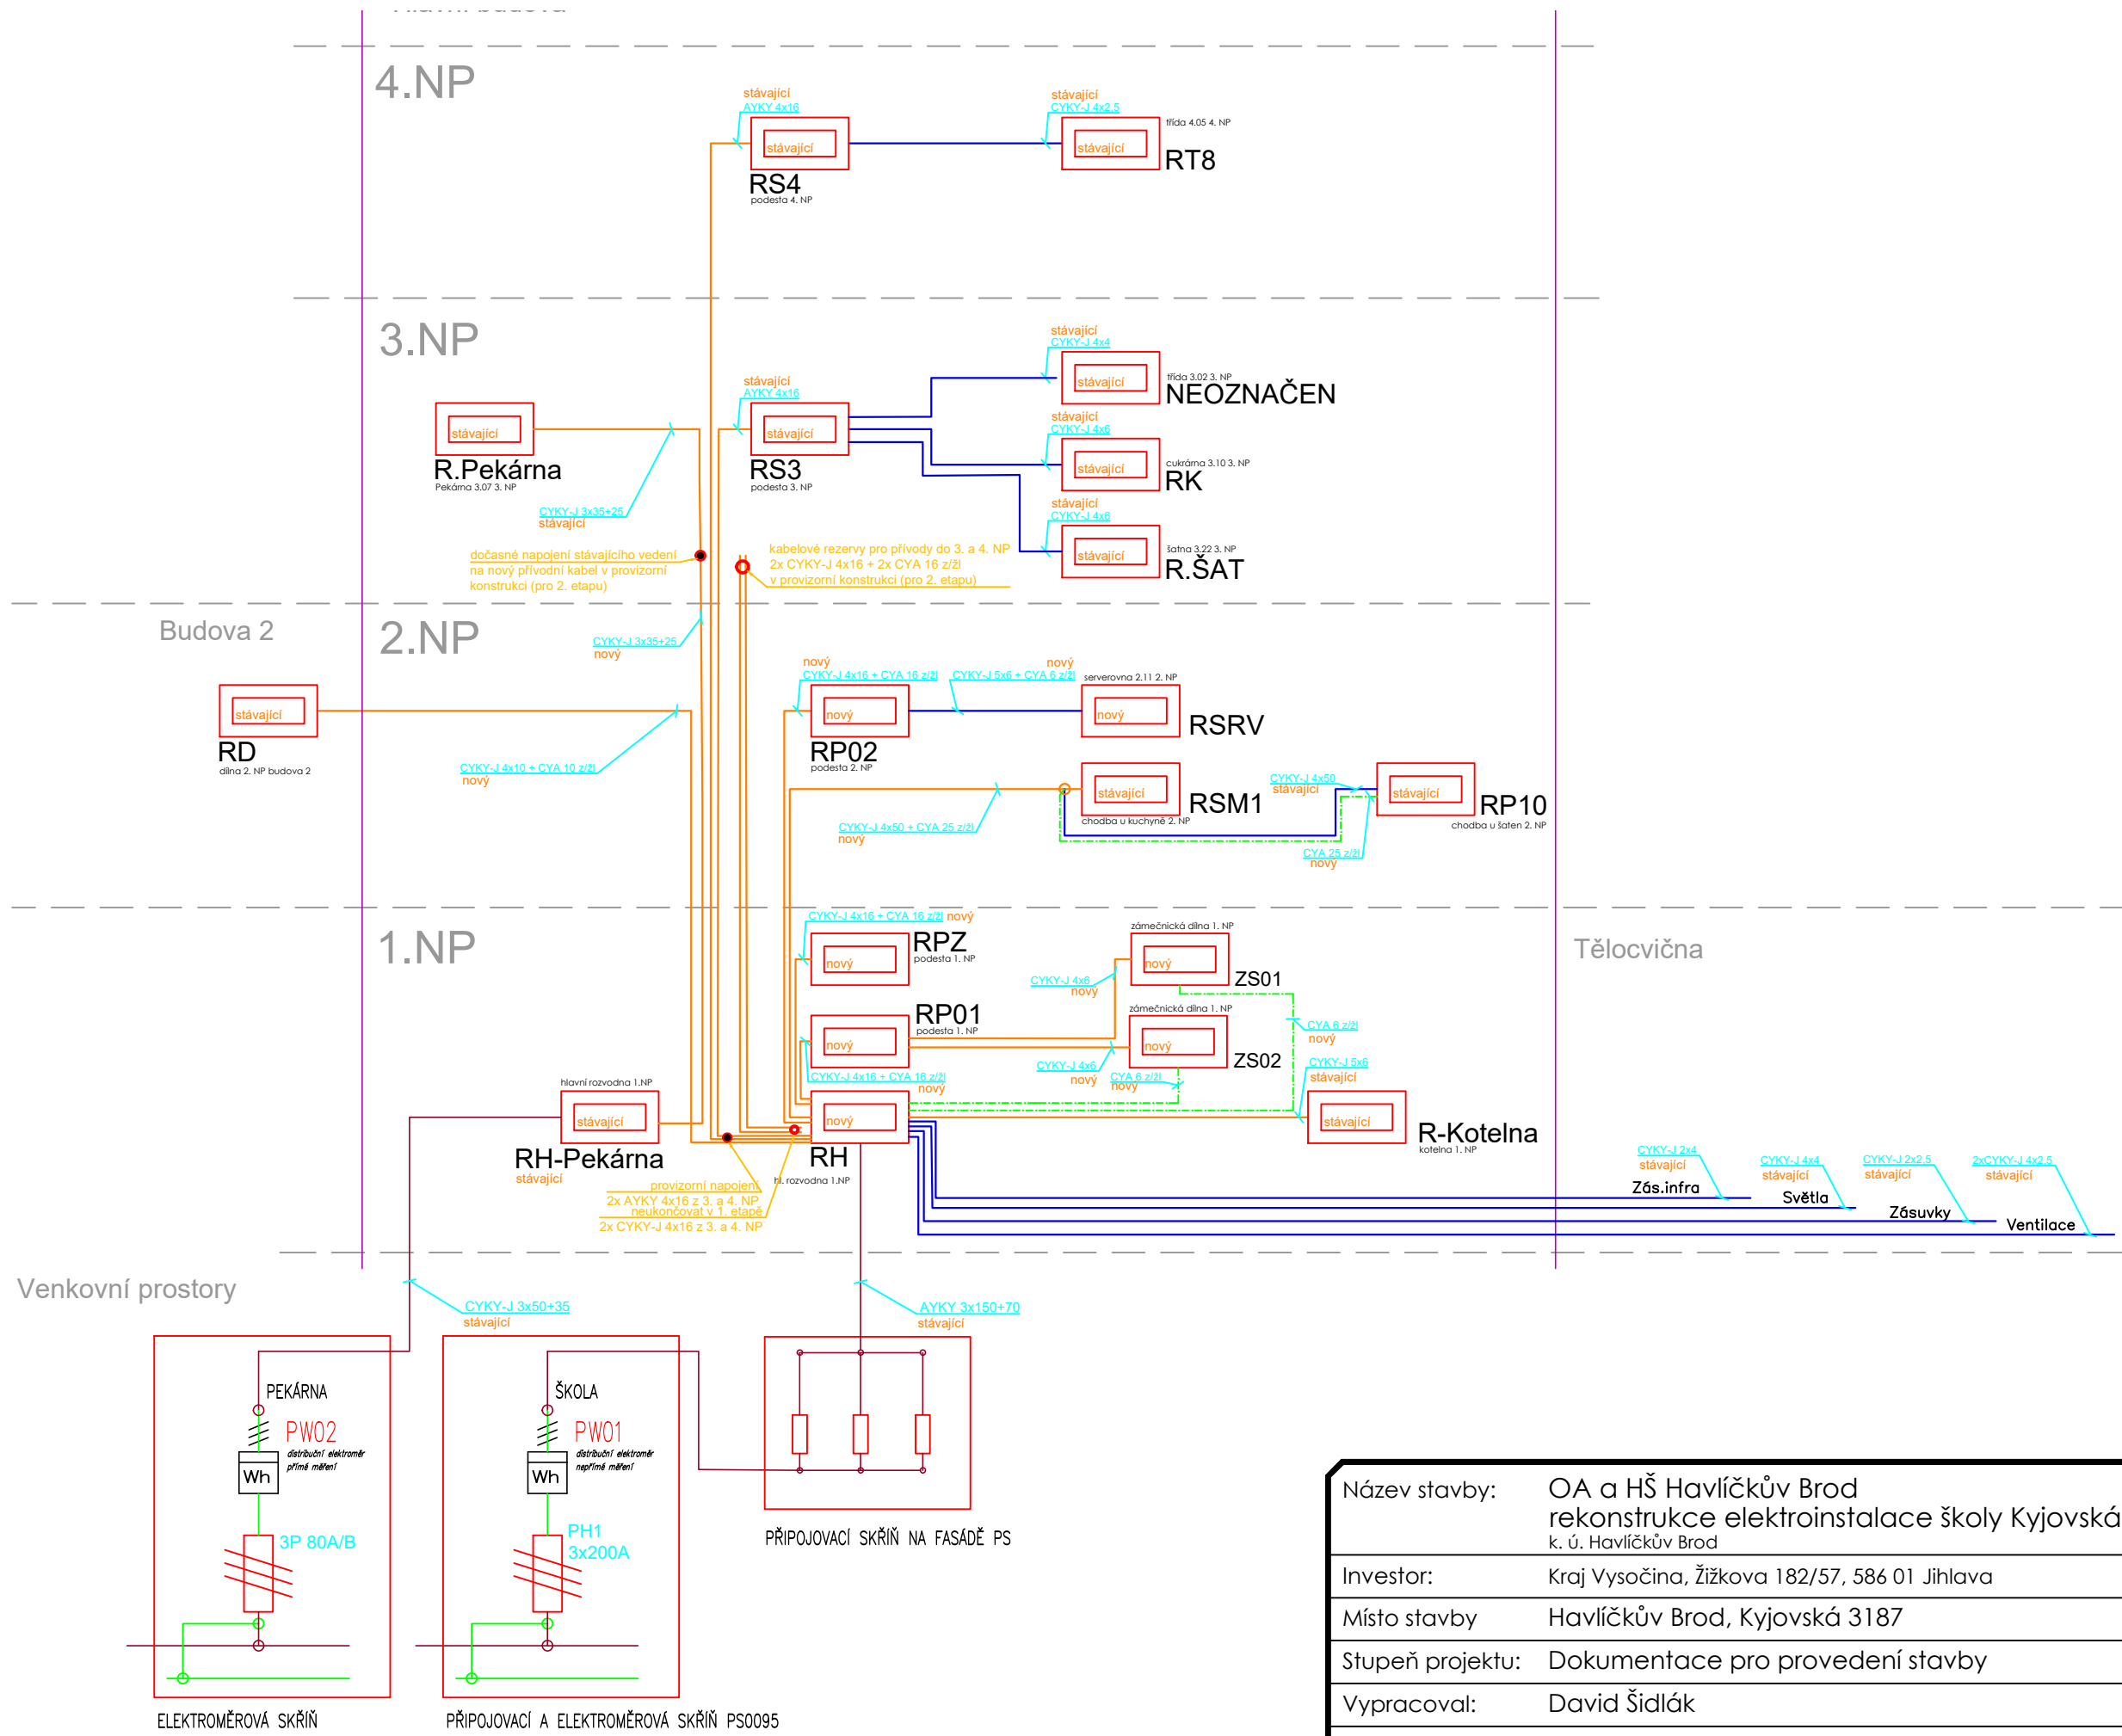 4.NP
stávající
AYKY 4x16
stávající
RS4
podesta 4. NP
stávající
CYKY-J 4x2.5
stávající
třída 4.05 4. NP
RT8
3.NP
stávající
R.Pekárna
Pekárna 3.07 3. NP
CYKY-J 3x35+25
stávající
stávající
AYKY 4x16
stávající
RS3
podesta 3. NP
stávající
CYKY-J 4x4
stávající
třída 3.02 3. NP
NEOZNAČEN
stávající
CYKY-J 4x6
stávající
cukrárna 3.10 3. NP
RK
stávající
CYKY-J 4x6
stávající
šatna 3.22 3. NP
R.ŠAT
dočasné napojení stávajícího vedení
na nový přívodní kabel v provizorní
konstrukci (pro 2. etapu)
kabelové rezervy pro přívody do 3. a 4. NP
2x CYKY-J 4x16 + 2x CYA 16 z/žl
v provizorní konstrukci (pro 2. etapu)
Budova 2
2.NP
CYKY-J 3x35+25
nový
stávající
RD
dílna 2. NP budova 2
CYKY-J 4x10 + CYA 10 z/žl
nový
nový
CYKY-J 4x16 + CYA 16 z/žl
nový
RP02
podesta 2. NP
nový
CYKY-J 5x6 + CYA 6 z/žl
serverovna 2.11 2. NP
nový
RSRV
stávající
RSM1
chodba u kuchyně 2. NP
CYKY-J 4x50 + CYA 25 z/žl
nový
CYKY-J 4x50
stávající
stávající
RP10
chodba u šaten 2. NP
CYA 25 z/žl
nový
1.NP
Tělocvična
CYKY-J 4x16 + CYA 16 z/žl nový
nový
RPZ
podesta 1. NP
zámečnická dílna 1. NP
nový
ZS01
CYKY-J 4x6
nový
nový
RP01
podesta 1. NP
zámečnická dílna 1. NP
nový
ZS02
CYA 6 z/žl
nový
CYKY-J 4x6
nový
CYA 6 z/žl
nový
CYKY-J 5x6
stávající
CYKY-J 4x16 + CYA 16 z/žl
nový
hlavní rozvodna 1.NP
stávající
RH-Pekárna
stávající
nový
RH
hl. rozvodna 1.NP
stávající
R-Kotelna
kotelna 1. NP
provizorní napojení
2x AYKY 4x16 z 3. a 4. NP
neukončovat v 1. etapě
2x CYKY-J 4x16 z 3. a 4. NP
CYKY-J 2x4
stávající
Zás.infra
CYKY-J 4x4
stávající
Světla
CYKY-J 2x2.5
stávající
Zásuvky
2xCYKY-J 4x2.5
stávající
Ventilace
Venkovní prostory
CYKY-J 3x50+35
stávající
AYKY 3x150+70
stávající
PEKÁRNA
PW02
distribuční elektroměr
přímé měření
Wh
3P 80A/B
ELEKTROMĚROVÁ SKŘÍŇ
ŠKOLA
PW01
distribuční elektroměr
nepřímé měření
Wh
PH1
3x200A
PŘIPOJOVACÍ A ELEKTROMĚROVÁ SKŘÍŇ PS0095
PŘIPOJOVACÍ SKŘÍŇ NA FASÁDĚ PS
Název stavby: OA a HŠ Havlíčkův Brod
rekonstrukce elektroinstalace školy Kyjovská
k. ú. Havlíčkův Brod
Investor: Kraj Vysočina, Žižkova 182/57, 586 01 Jihlava
Místo stavby Havlíčkův Brod, Kyjovská 3187
Stupeň projektu: Dokumentace pro provedení stavby
Vypracoval: David Šidlák